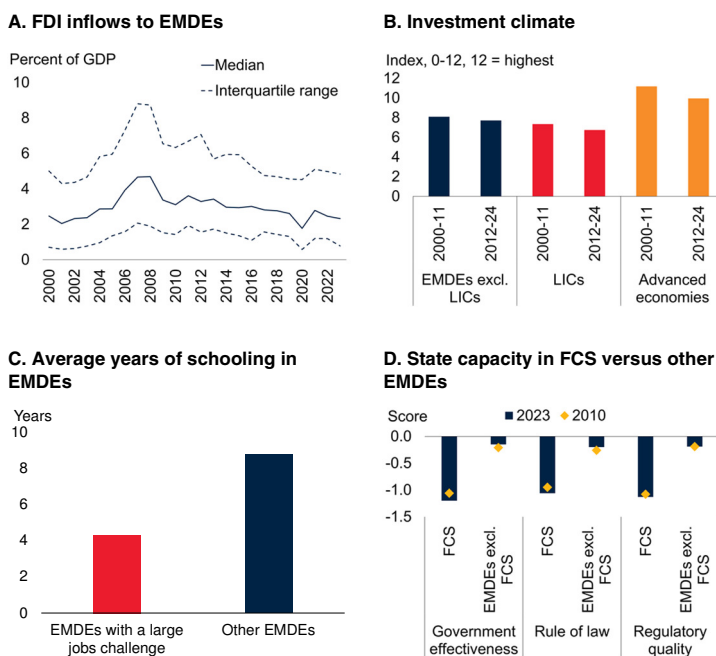 A. FDI inflows to EMDEs
Percent of GDP
Median
Interquartile range
10
8
6
4
2
0
2000
2002
2004
2006
2008
2010
2012
2014
2016
2018
2020
2022
B. Investment climate
Index, 0-12, 12 = highest
12
10
8
6
4
2
0
2000-11
2012-24
2000-11
2012-24
2000-11
2012-24
EMDEs excl.
LICs
LICs
Advanced
economies
C. Average years of schooling in
EMDEs
Years
10
8
6
4
2
0
EMDEs with a large
jobs challenge
Other EMDEs
D. State capacity in FCS versus other
EMDEs
Score
2023
2010
0.0
-0.5
-1.0
-1.5
FCS
EMDEs excl.
FCS
FCS
EMDEs excl.
FCS
FCS
EMDEs excl.
FCS
Government
effectiveness
Rule of law
Regulatory
quality